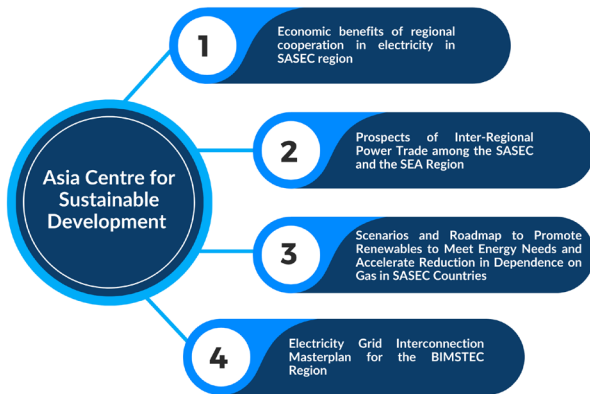 Asia Centre for
Sustainable
Development
1
Economic benefits of regional
cooperation in electricity in
SASEC region
2
Prospects of Inter-Regional
Power Trade among the SASEC
and the SEA Region
3
Scenarios and Roadmap to Promote
Renewables to Meet Energy Needs and
Accelerate Reduction in Dependence on
Gas in SASEC Countries
4
Electricity Grid Interconnection
Masterplan for the BIMSTEC
Region